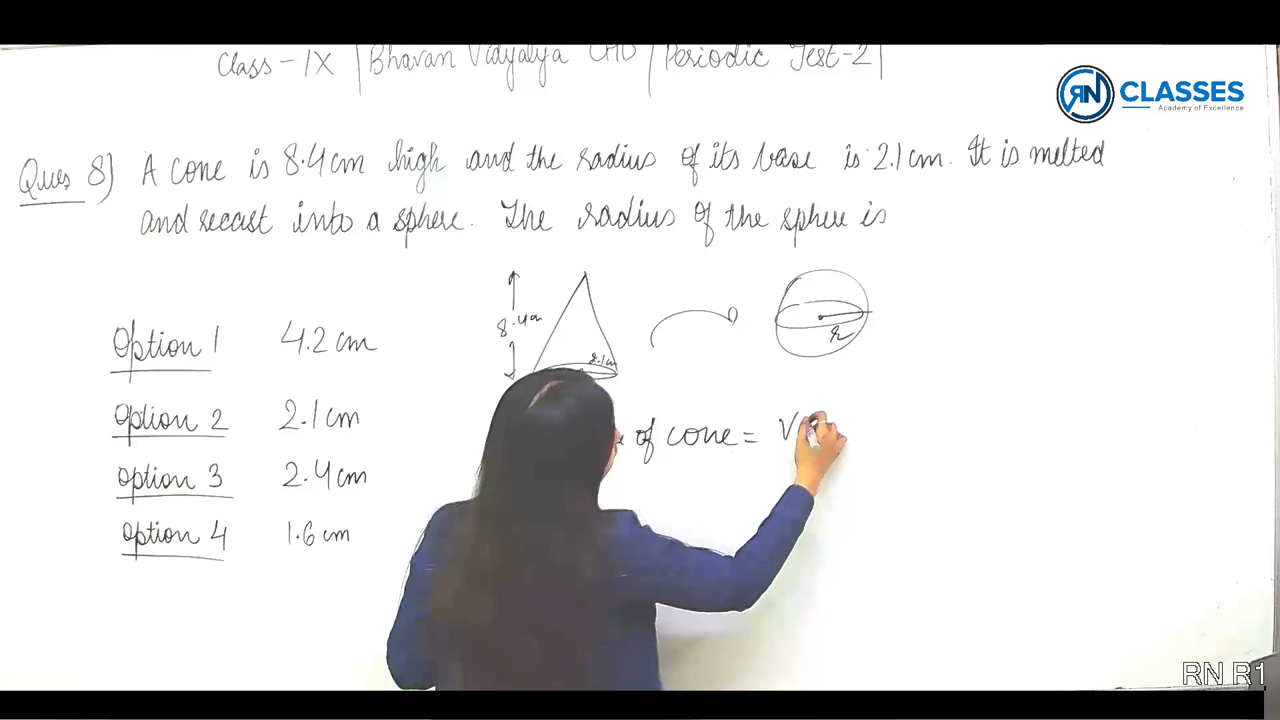 Class - IX | Bhavan Vidyalya CHD | Periodic Test-2 |
RN CLASSES
Academy of Excellence
Ques 8) A cone is 8.4 cm high and the radius of its base is 2.1 cm. It is melted
and recast into a sphere. The radius of the sphere is
8.4cm
2.1cm
r
Option 1 4.2 cm
Option 2 2.1 cm
Option 3 2.4 cm
Option 4 1.6 cm
of cone = V
RN R1